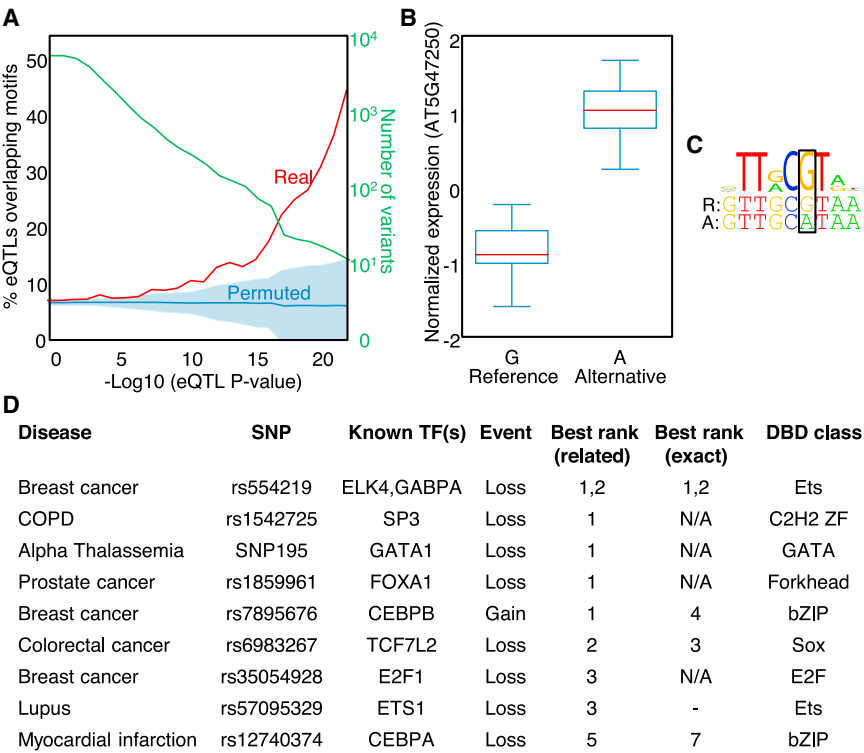 A
% eQTLs overlapping motifs
50
40
30
20
10
0
10^4
10^3
10^2
10^1
0
Number of variants
Real
Permuted
0 5 10 15 20
-Log10 (eQTL P-value)
B
Normalized expression (AT5G47250)
2
1
0
-1
-2
G A
Reference Alternative
C
TTGCGTA
A G
R: GTTGCGTAA
A: GTTGCATAA
D
Disease SNP Known TF(s) Event Best rank (related) Best rank (exact) DBD class
Breast cancer rs554219 ELK4,GABPA Loss 1,2 1,2 Ets
COPD rs1542725 SP3 Loss 1 N/A C2H2 ZF
Alpha Thalassemia SNP195 GATA1 Loss 1 N/A GATA
Prostate cancer rs1859961 FOXA1 Loss 1 N/A Forkhead
Breast cancer rs7895676 CEBPB Gain 1 4 bZIP
Colorectal cancer rs6983267 TCF7L2 Loss 2 3 Sox
Breast cancer rs35054928 E2F1 Loss 3 N/A E2F
Lupus rs57095329 ETS1 Loss 3 - Ets
Myocardial infarction rs12740374 CEBPA Loss 5 7 bZIP